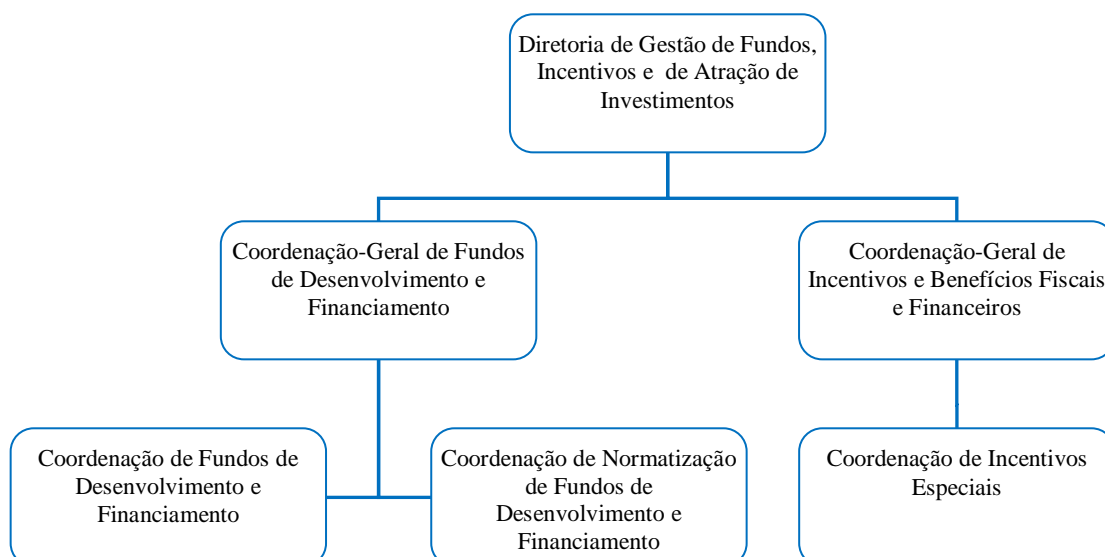 Diretoria de Gestão de Fundos,
Incentivos e de Atração de
Investimentos
Coordenação-Geral de Fundos
de Desenvolvimento e
Financiamento
Coordenação-Geral de
Incentivos e Benefícios Fiscais
e Financeiros
Coordenação de Fundos de
Desenvolvimento e
Financiamento
Coordenação de Normatização
de Fundos de
Desenvolvimento e
Financiamento
Coordenação de Incentivos
Especiais